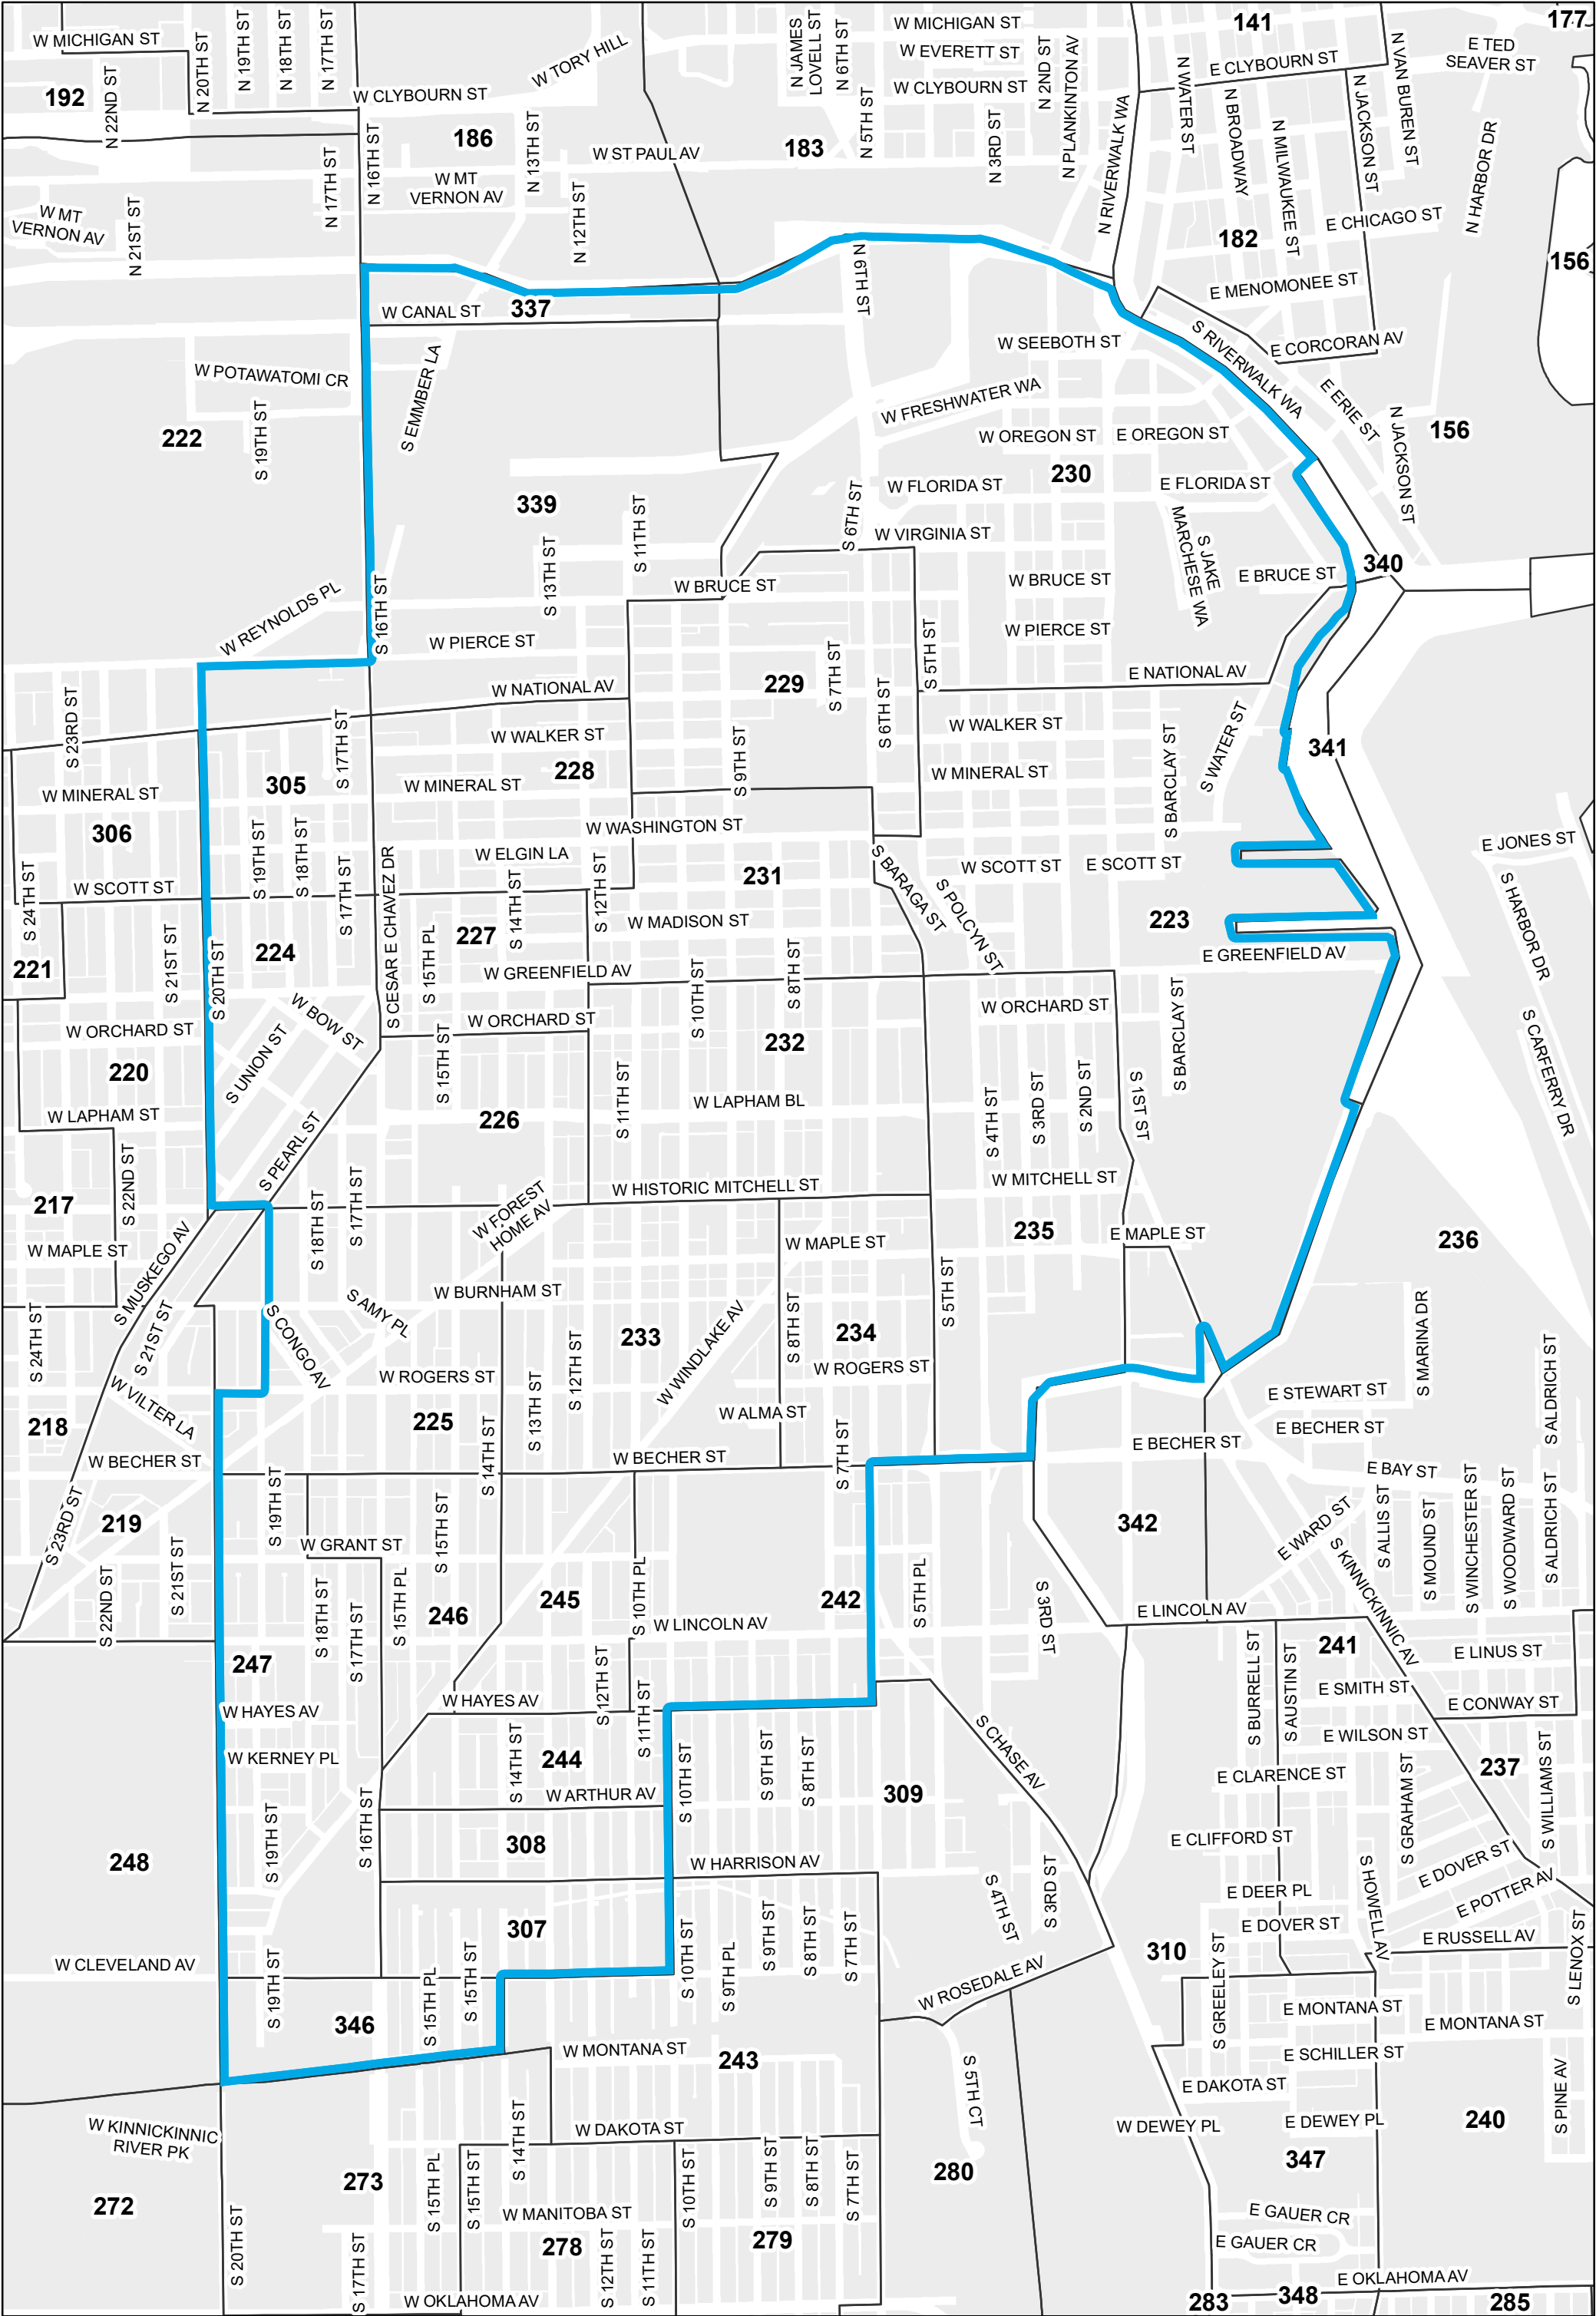 W MICHIGAN ST
N 20TH ST
N 19TH ST
N 18TH ST
N 17TH ST
W TORY HILL
N JAMES
LOVELL ST
N 6TH ST
W MICHIGAN ST
W EVERETT ST
W CLYBOURN ST
N 2ND ST
N PLANKINTON AV
141
E CLYBOURN ST
N VAN BUREN ST
E TED
SEAVER ST
177
192
N 22ND ST
W CLYBOURN ST
186
N 16TH ST
N 17TH ST
N 13TH ST
W ST PAUL AV
183
N 5TH ST
N 3RD ST
N RIVERWALK WA
N WATER ST
N BROADWAY
N MILWAUKEE ST
N JACKSON ST
N HARBOR DR
W MT
VERNON AV
W MT
VERNON AV
N 21ST ST
N 12TH ST
N 6TH ST
182
E CHICAGO ST
E MENOMONEE ST
156
W CANAL ST
337
W SEEBOTH ST
S RIVERWALK WA
E CORCORAN AV
W POTAWATOMI CR
S EMMBER LA
W FRESHWATER WA
E ERIE ST
N JACKSON ST
156
222
S 19TH ST
W OREGON ST
E OREGON ST
230
339
S 11TH ST
S 6TH ST
W FLORIDA ST
E FLORIDA ST
W VIRGINIA ST
S JAKE
MARCHESE WA
340
S 13TH ST
W BRUCE ST
W BRUCE ST
E BRUCE ST
W REYNOLDS PL
S 16TH ST
W PIERCE ST
W PIERCE ST
S 5TH ST
S 7TH ST
S 6TH ST
229
W NATIONAL AV
E NATIONAL AV
S 23RD ST
S 17TH ST
W WALKER ST
W WALKER ST
S 9TH ST
S BARCLAY ST
S WATER ST
341
305
228
W MINERAL ST
W MINERAL ST
W MINERAL ST
306
W WASHINGTON ST
S 19TH ST
S 18TH ST
S 17TH ST
W ELGIN LA
E JONES ST
S 24TH ST
W SCOTT ST
S CESAR E CHAVEZ DR
S 14TH ST
S 12TH ST
231
S BARAGA ST
S POLCYN ST
W SCOTT ST
E SCOTT ST
S HARBOR DR
W MADISON ST
223
227
S 15TH PL
224
221
S 21ST ST
S 20TH ST
W GREENFIELD AV
S 10TH ST
S 8TH ST
E GREENFIELD AV
W BOW ST
W ORCHARD ST
W ORCHARD ST
W ORCHARD ST
S BARCLAY ST
S CARFERRY DR
220
S UNION ST
S 15TH ST
232
S 11TH ST
S 4TH ST
S 3RD ST
S 2ND ST
S 1ST ST
W LAPHAM ST
226
W LAPHAM BL
S PEARL ST
217
S 22ND ST
S 18TH ST
S 17TH ST
W FOREST
HOME AV
W HISTORIC MITCHELL ST
W MITCHELL ST
235
E MAPLE ST
236
W MAPLE ST
S MUSKEGO AV
W MAPLE ST
W BURNHAM ST
S AMY PL
S CONGO AV
S 24TH ST
S 21ST ST
S 12TH ST
233
W WINDLAKE AV
S 8TH ST
234
S 5TH ST
S MARINA DR
S ALDRICH ST
W ROGERS ST
W ROGERS ST
W VILTER LA
218
225
S 14TH ST
S 13TH ST
W ALMA ST
S 7TH ST
E STEWART ST
E BECHER ST
W BECHER ST
W BECHER ST
E BECHER ST
E BAY ST
S 23RD ST
219
S 19TH ST
S 15TH ST
342
E WARD ST
S KINNICKINNIC AV
S ALLIS ST
S MOUND ST
S WINCHESTER ST
S WOODWARD ST
S ALDRICH ST
W GRANT ST
S 22ND ST
S 21ST ST
S 18TH ST
S 17TH ST
S 15TH PL
246
245
S 10TH PL
242
S 5TH PL
S 3RD ST
W LINCOLN AV
E LINCOLN AV
247
S 12TH ST
S 11TH ST
S BURRELL ST
S AUSTIN ST
241
E LINUS ST
W HAYES AV
W HAYES AV
E SMITH ST
E CONWAY ST
W KERNEY PL
S 14TH ST
244
S 10TH ST
S 9TH ST
S 8TH ST
S CHASE AV
E WILSON ST
237
S WILLIAMS ST
W ARTHUR AV
309
E CLARENCE ST
S GRAHAM ST
248
S 19TH ST
S 16TH ST
308
E CLIFFORD ST
W HARRISON AV
E DOVER ST
E POTTER AV
S HOWELL AV
E DEER PL
307
S 10TH ST
S 9TH PL
S 9TH ST
S 8TH ST
S 7TH ST
S 4TH ST
S 3RD ST
E DOVER ST
E RUSSELL AV
310
W CLEVELAND AV
S 19TH ST
S 15TH PL
S 15TH ST
W ROSEDALE AV
S GREELEY ST
S LENOX ST
346
E MONTANA ST
E MONTANA ST
W MONTANA ST
243
E SCHILLER ST
S 5TH CT
E DAKOTA ST
S PINE AV
W KINNICKINNIC
RIVER PK
S 14TH ST
W DAKOTA ST
W DEWEY PL
E DEWEY PL
240
273
S 15TH PL
S 15TH ST
S 10TH ST
S 9TH ST
S 8TH ST
S 7TH ST
280
347
272
S 20TH ST
W MANITOBA ST
E GAUER CR
S 17TH ST
278
S 12TH ST
S 11TH ST
279
E GAUER CR
W OKLAHOMA AV
E OKLAHOMA AV
283
348
285